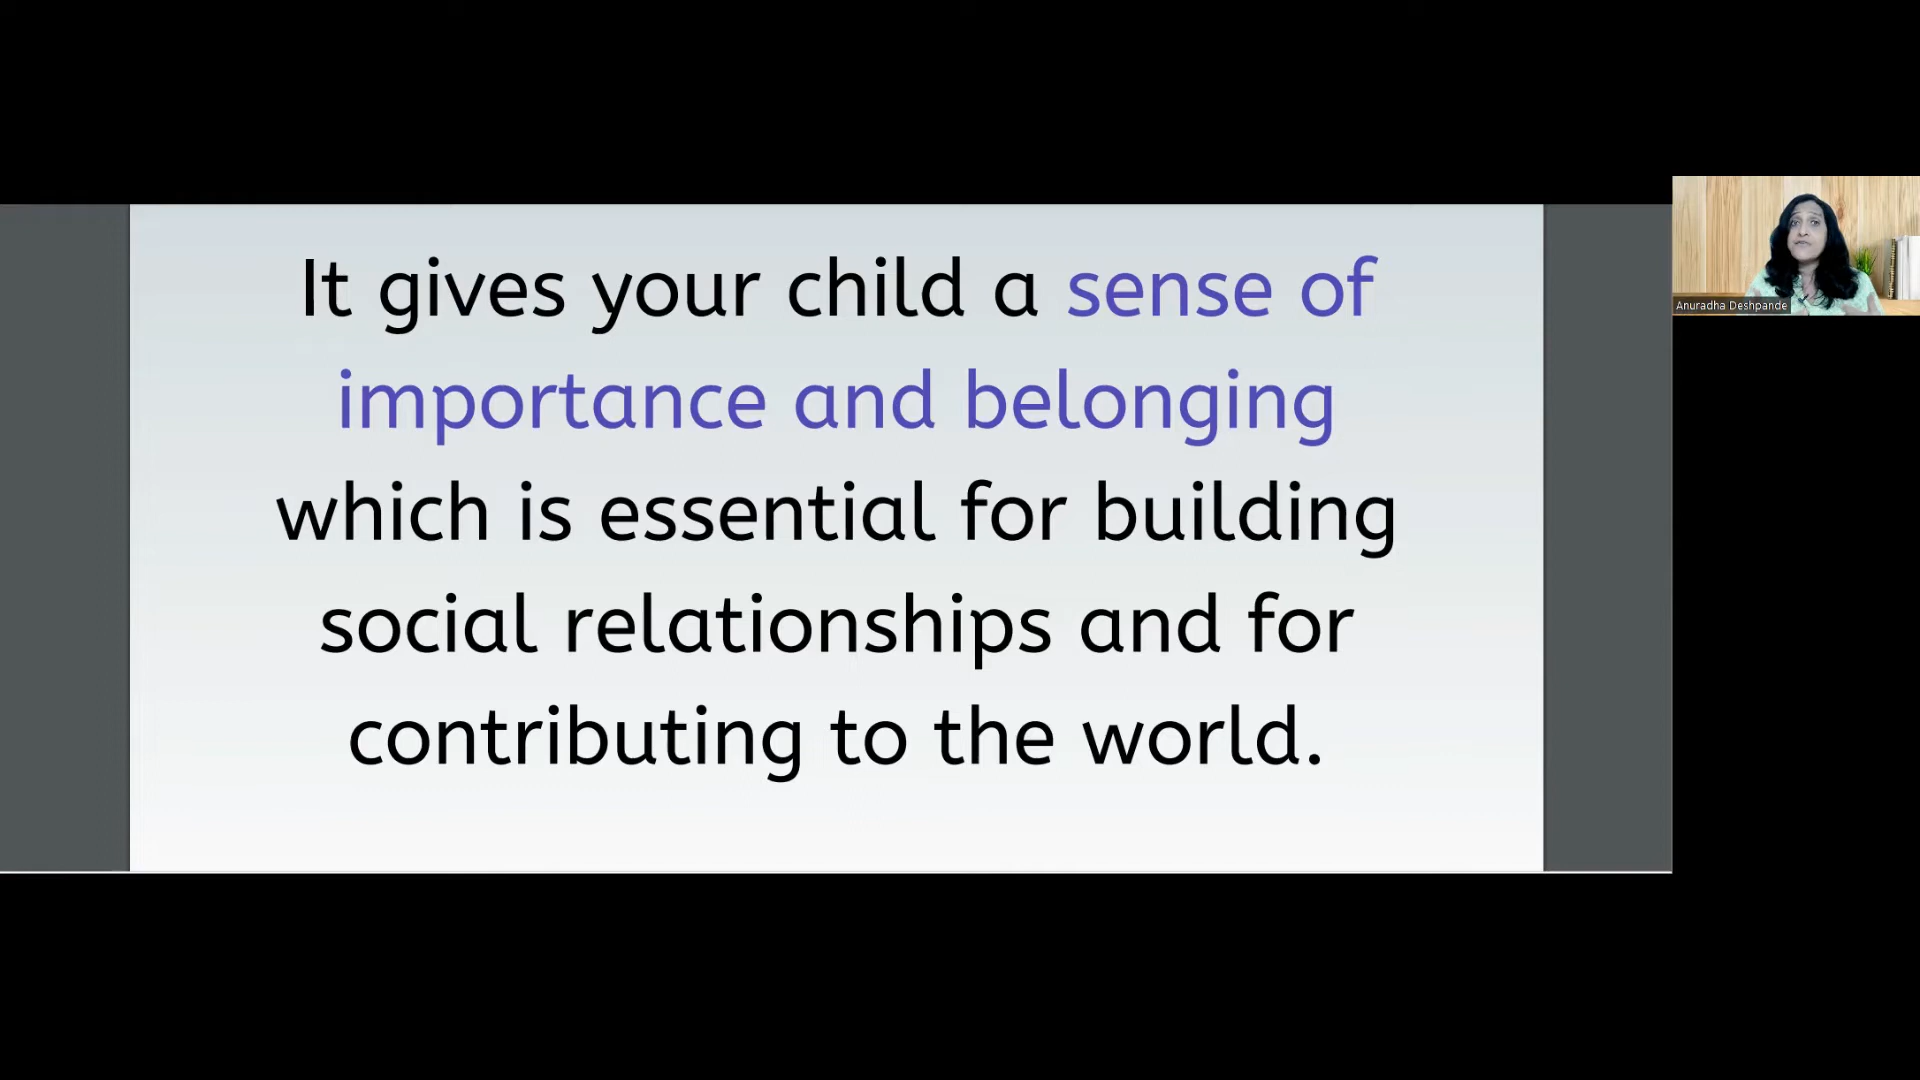 It gives your child a sense of
importance and belonging
which is essential for building
social relationships and for
contributing to the world.
Anuradha Deshpande